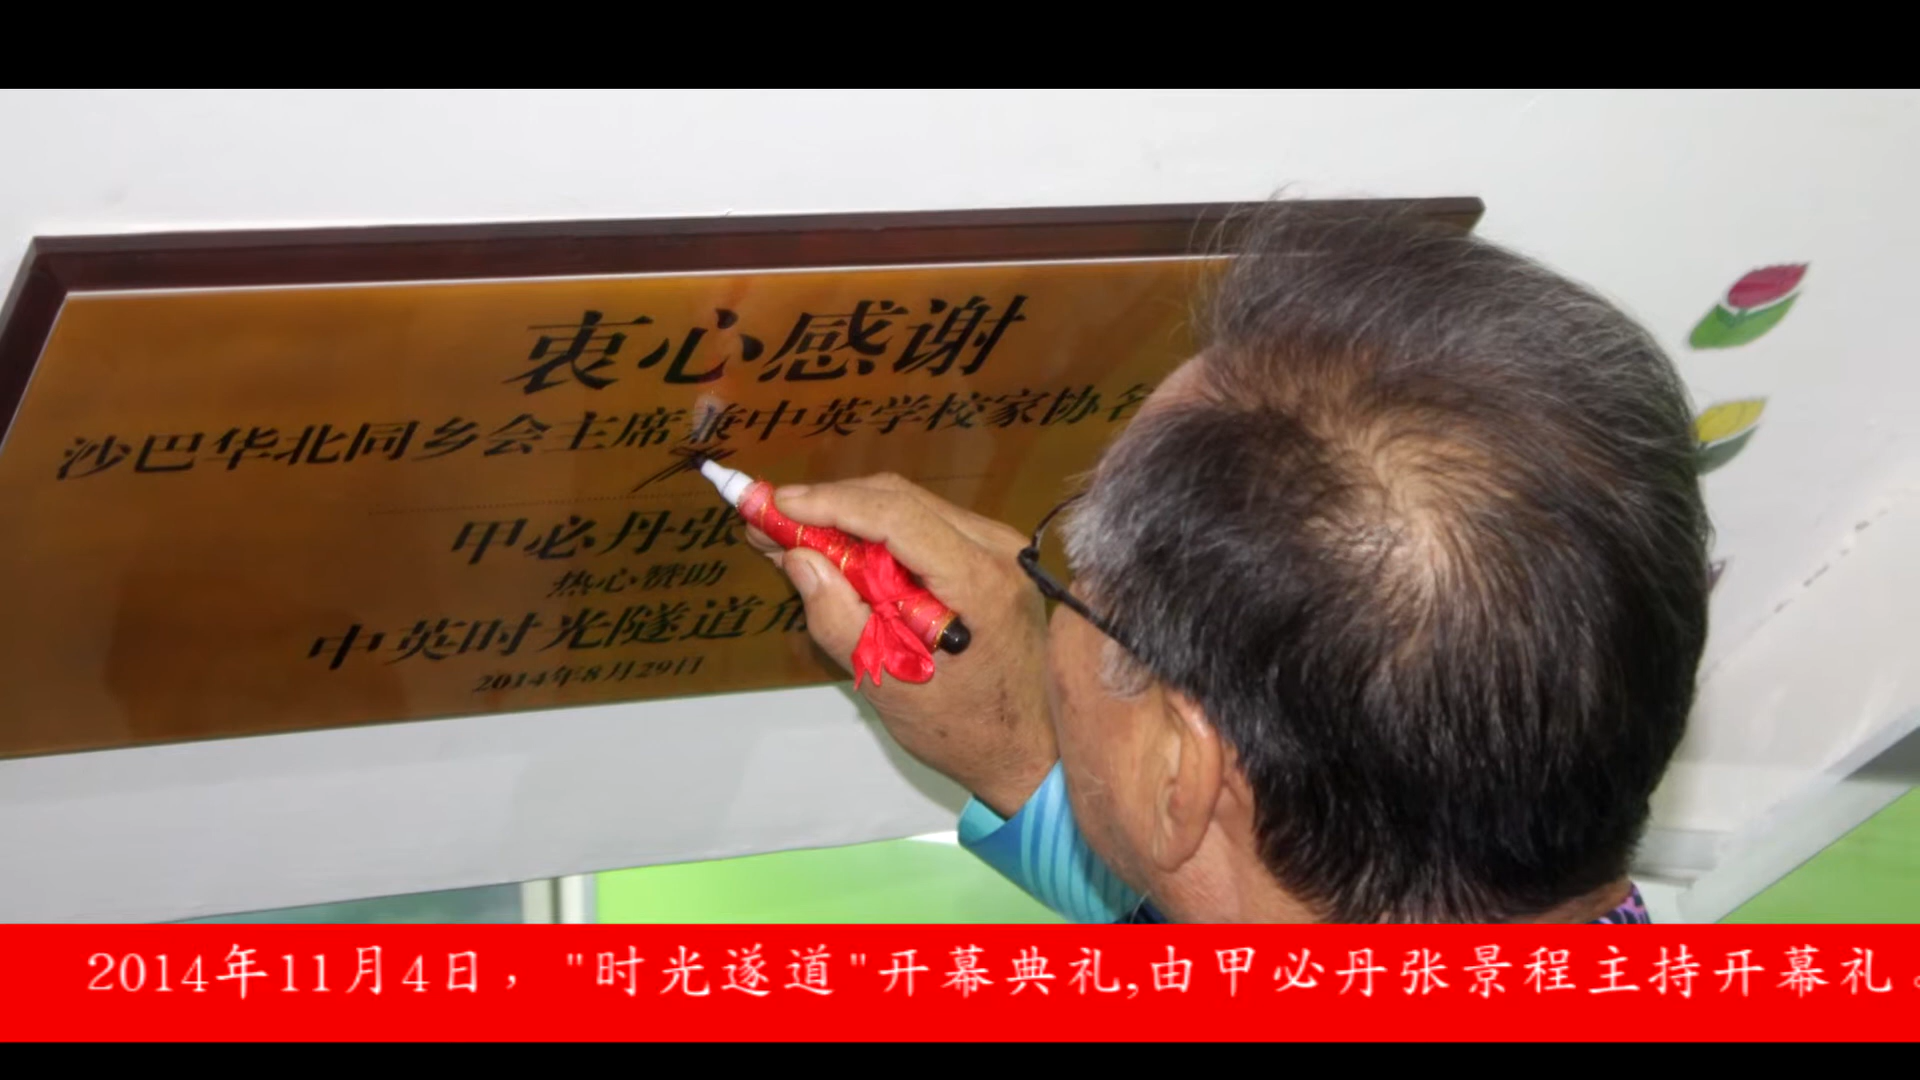 衷心感谢
沙巴华北同乡会主席兼中英学校家协名
甲必丹张
热心赞助
中英时光隧道角
2014年8月29日
2014年11月4日，"时光遂道"开幕典礼,由甲必丹张景程主持开幕礼。